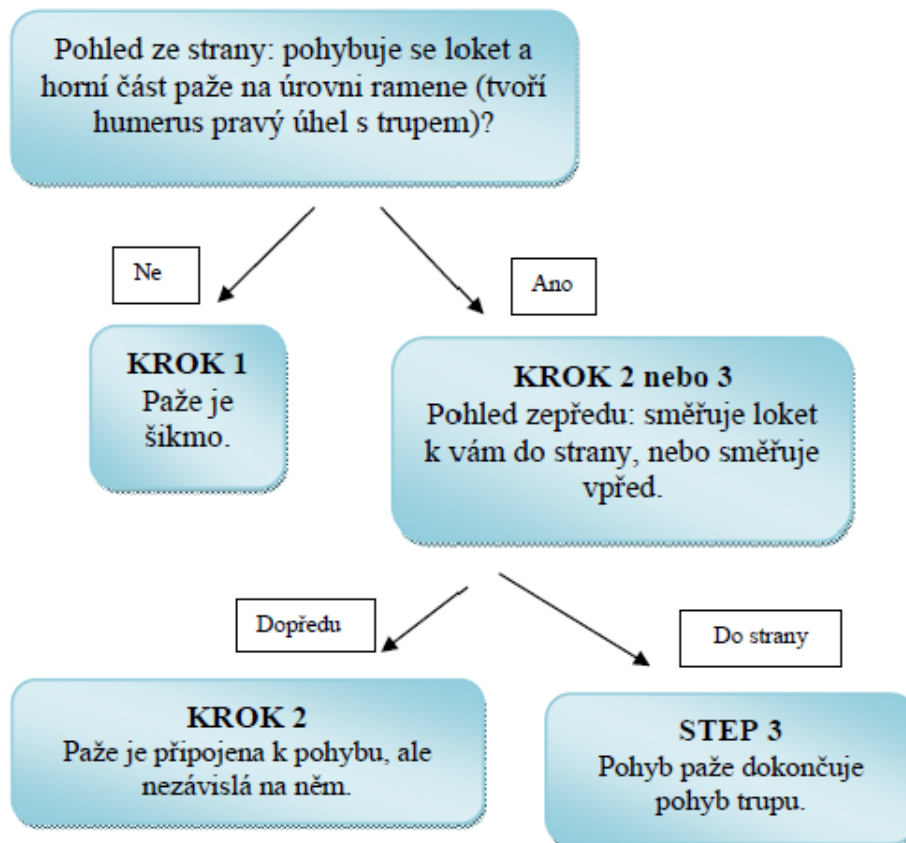 Pohled ze strany: pohybuje se loket a
horní část paže na úrovni ramene (tvoří
humerus pravý úhel s trupem)?
Ne
Ano
KROK 1
Paže je
šikmo.
KROK 2 nebo 3
Pohled zepředu: směřuje loket
k vám do strany, nebo směřuje
vpřed.
Dopředu
Do strany
KROK 2
Paže je připojena k pohybu, ale
nezávislá na něm.
STEP 3
Pohyb paže dokončuje
pohyb trupu.